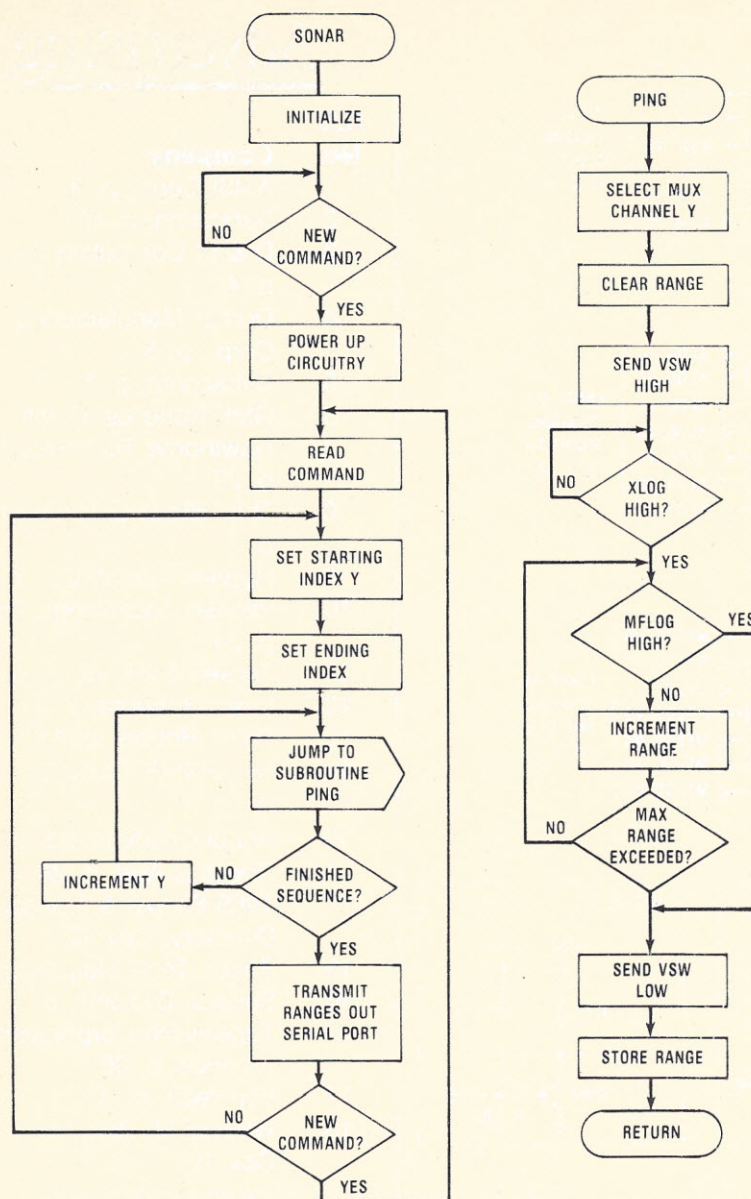 SONAR
INITIALIZE
NO
NEW
COMMAND?
YES
POWER UP
CIRCUITRY
READ
COMMAND
SET STARTING
INDEX Y
SET ENDING
INDEX
JUMP TO
SUBROUTINE
PING
INCREMENT Y
NO
FINISHED
SEQUENCE?
YES
TRANSMIT
RANGES OUT
SERIAL PORT
NO
NEW
COMMAND?
YES
PING
SELECT MUX
CHANNEL Y
CLEAR RANGE
SEND VSW
HIGH
NO
XLOG
HIGH?
YES
MFLOG
HIGH?
YES
NO
INCREMENT
RANGE
NO
MAX
RANGE
EXCEEDED?
SEND VSW
LOW
STORE RANGE
RETURN